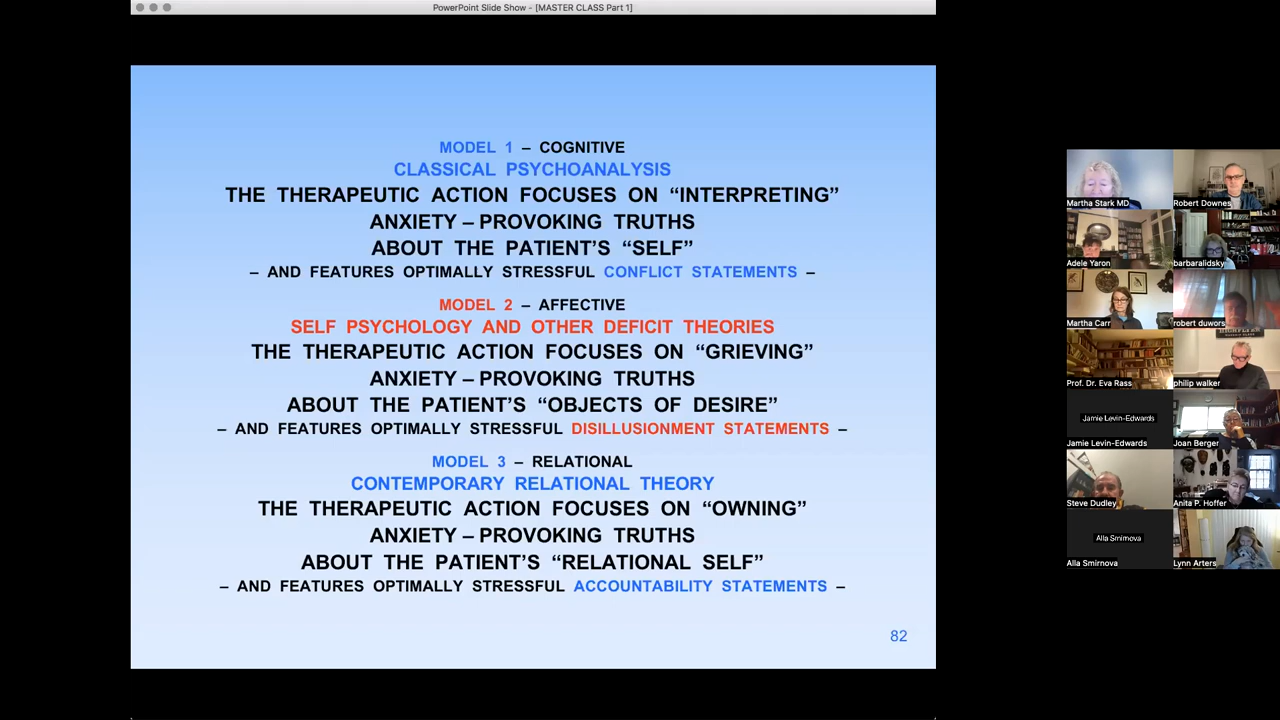 PowerPoint Slide Show - [MASTER CLASS Part 1]
MODEL 1 – COGNITIVE
CLASSICAL PSYCHOANALYSIS
THE THERAPEUTIC ACTION FOCUSES ON “INTERPRETING”
ANXIETY – PROVOKING TRUTHS
ABOUT THE PATIENT’S “SELF”
– AND FEATURES OPTIMALLY STRESSFUL CONFLICT STATEMENTS –
MODEL 2 – AFFECTIVE
SELF PSYCHOLOGY AND OTHER DEFICIT THEORIES
THE THERAPEUTIC ACTION FOCUSES ON “GRIEVING”
ANXIETY – PROVOKING TRUTHS
ABOUT THE PATIENT’S “OBJECTS OF DESIRE”
– AND FEATURES OPTIMALLY STRESSFUL DISILLUSIONMENT STATEMENTS –
MODEL 3 – RELATIONAL
CONTEMPORARY RELATIONAL THEORY
THE THERAPEUTIC ACTION FOCUSES ON “OWNING”
ANXIETY – PROVOKING TRUTHS
ABOUT THE PATIENT’S “RELATIONAL SELF”
– AND FEATURES OPTIMALLY STRESSFUL ACCOUNTABILITY STATEMENTS –
82
Martha Stark MD
Robert Downes
Adele Yaron
barbaralidsky
Martha Carr
robert duwors
Prof. Dr. Eva Rass
philip walker
Jamie Levin-Edwards
Jamie Levin-Edwards
Joan Berger
Steve Dudley
Anita P. Hoffer
Alla Smirnova
Alla Smirnova
Lynn Arters